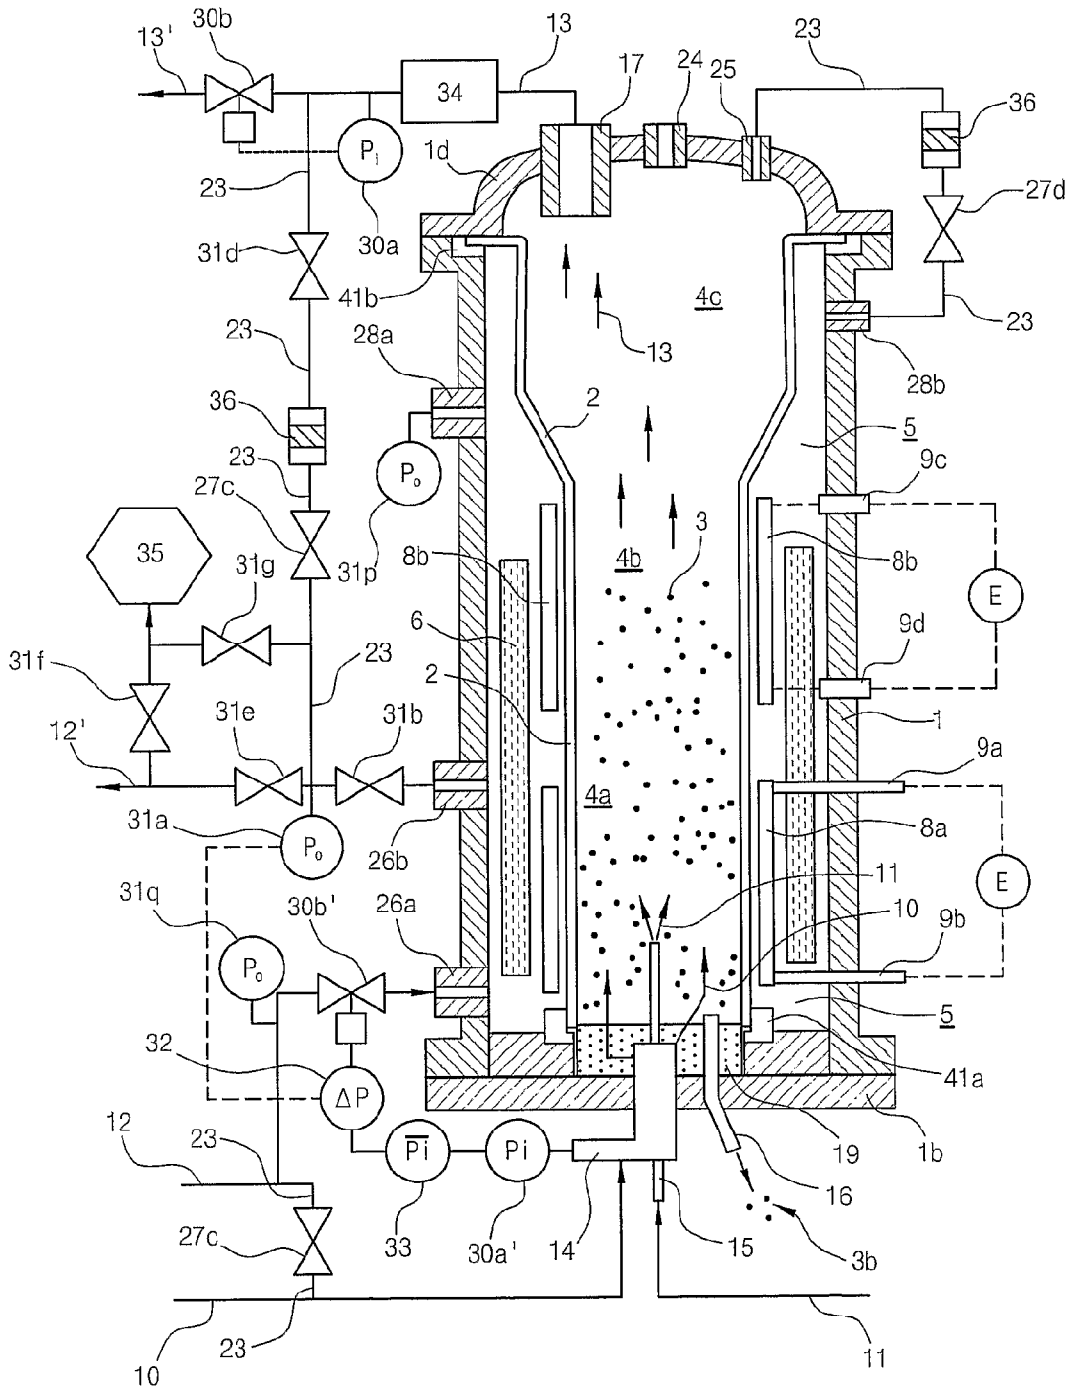 30b
13'
13
17
24
25
23
34
36
Pi
1d
23
27d
30a
31d
41b
4c
23
13
23
28a
28b
36
2
5
23
9c
27c
Po
3
35
31g
8b
31p
4b
8b
E
6
9d
31f
23
2
1
31e
31b
12'
9a
4a
31a
Po
26b
8a
11
E
31q
30b'
26a
10
9b
Po
5
32
41a
ΔP
12
23
Pi
Pi
19
1b
16
27c
33
30a'
14
15
3b
23
10
11